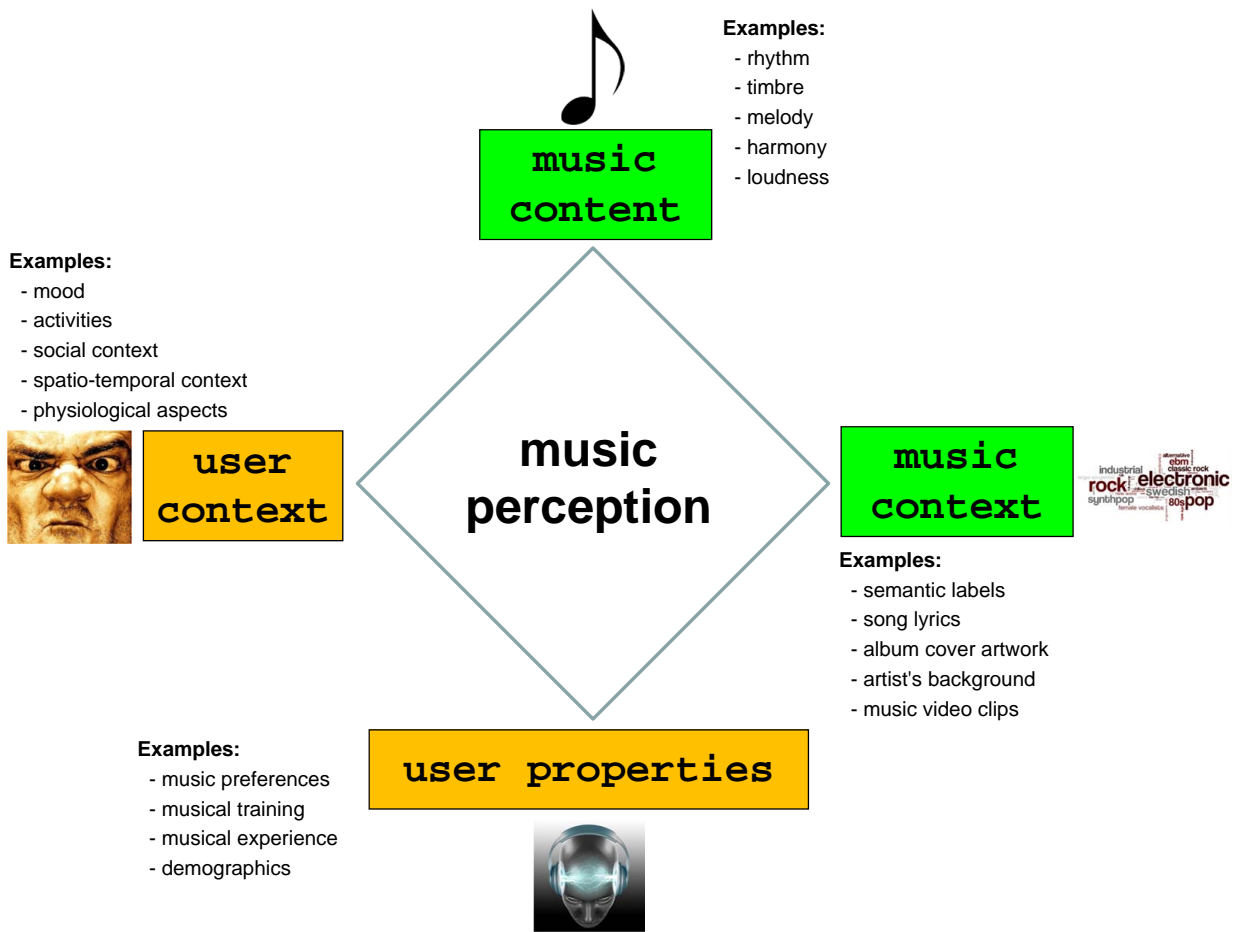 Examples:
- rhythm
- timbre
- melody
- harmony
- loudness
music
content
Examples:
- mood
- activities
- social context
- spatio-temporal context
- physiological aspects
user
context
music
perception
music
context
alternative
ebm
industrial
classic rock
rock
electronic
swedish
synthpop
80s
pop
female vocalists
Examples:
- semantic labels
- song lyrics
- album cover artwork
- artist's background
- music video clips
Examples:
- music preferences
- musical training
- musical experience
- demographics
user properties